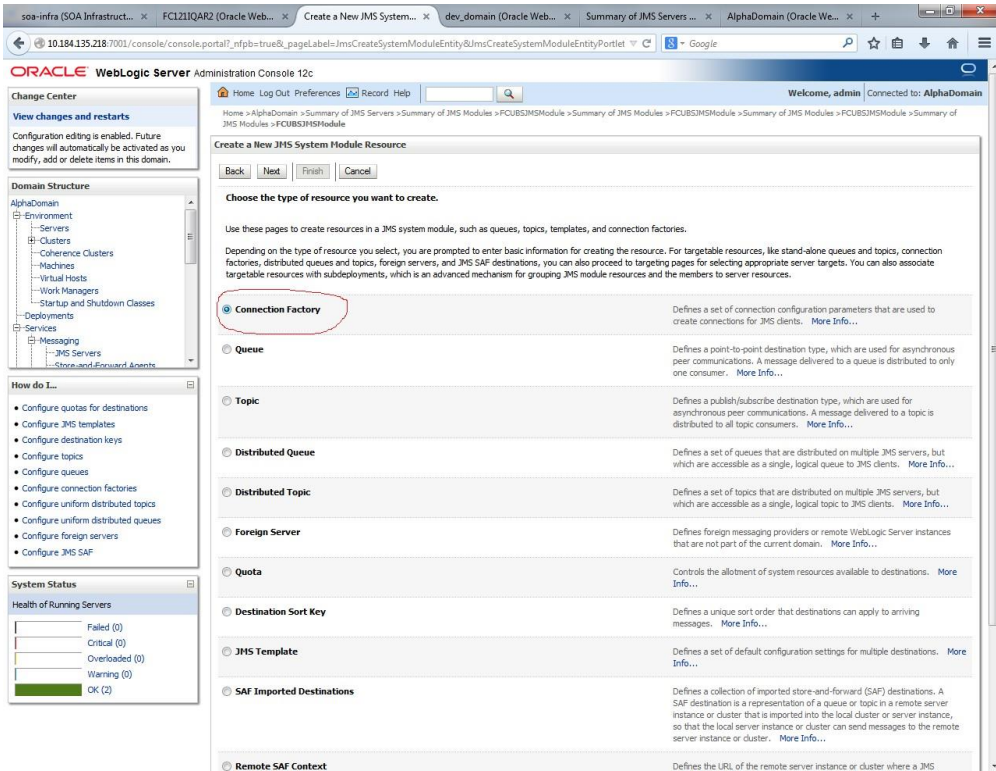 soa-infra (SOA Infrastruct...
FC121IQAR2 (Oracle Web...
Create a New JMS System...
dev_domain (Oracle Web...
Summary of JMS Servers ...
AlphaDomain (Oracle We...
10.184.135.218:7001/console/console.portal?_nfpb=true&_pageLabel=JmsCreateSystemModuleEntity&JmsCreateSystemModuleEntityPortlet
Google
ORACLE WebLogic Server Administration Console 12c
Change Center
View changes and restarts
Configuration editing is enabled. Future
changes will automatically be activated as you
modify, add or delete items in this domain.
Domain Structure
AlphaDomain
Environment
Servers
Clusters
Coherence Clusters
Machines
Virtual Hosts
Work Managers
Startup and Shutdown Classes
Deployments
Services
Messaging
JMS Servers
Store-and-Forward Agents
How do I...
Configure quotas for destinations
Configure JMS templates
Configure destination keys
Configure topics
Configure queues
Configure connection factories
Configure uniform distributed topics
Configure uniform distributed queues
Configure foreign servers
Configure JMS SAF
System Status
Health of Running Servers
Failed (0)
Critical (0)
Overloaded (0)
Warning (0)
OK (2)
Home Log Out Preferences Record Help
Welcome, admin Connected to: AlphaDomain
Home >AlphaDomain >Summary of JMS Servers >Summary of JMS Modules >FCUBSJMSModule >Summary of JMS Modules >FCUBSJMSModule >Summary of JMS Modules >FCUBSJMSModule >Summary of
JMS Modules >FCUBSJMSModule
Create a New JMS System Module Resource
Back Next Finish Cancel
Choose the type of resource you want to create.
Use these pages to create resources in a JMS system module, such as queues, topics, templates, and connection factories.
Depending on the type of resource you select, you are prompted to enter basic information for creating the resource. For targetable resources, like stand-alone queues and topics, connection
factories, distributed queues and topics, foreign servers, and JMS SAF destinations, you can also proceed to targeting pages for selecting appropriate server targets. You can also associate
targetable resources with subdeployments, which is an advanced mechanism for grouping JMS module resources and the members to server resources.
Connection Factory
Defines a set of connection configuration parameters that are used to
create connections for JMS clients. More Info...
Queue
Defines a point-to-point destination type, which are used for asynchronous
peer communications. A message delivered to a queue is distributed to only
one consumer. More Info...
Topic
Defines a publish/subscribe destination type, which are used for
asynchronous peer communications. A message delivered to a topic is
distributed to all topic consumers. More Info...
Distributed Queue
Defines a set of queues that are distributed on multiple JMS servers, but
which are accessible as a single, logical queue to JMS clients. More Info...
Distributed Topic
Defines a set of topics that are distributed on multiple JMS servers, but
which are accessible as a single, logical topic to JMS clients. More Info...
Foreign Server
Defines foreign messaging providers or remote WebLogic Server instances
that are not part of the current domain. More Info...
Quota
Controls the allotment of system resources available to destinations. More
Info...
Destination Sort Key
Defines a unique sort order that destinations can apply to arriving
messages. More Info...
JMS Template
Defines a set of default configuration settings for multiple destinations. More
Info...
SAF Imported Destinations
Defines a collection of imported store-and-forward (SAF) destinations. A
SAF destination is a representation of a queue or topic in a remote server
instance or cluster that is imported into the local cluster or server instance,
so that the local server instance or cluster can send messages to the remote
server instance or cluster. More Info...
Remote SAF Context
Defines the URL of the remote server instance or cluster where a JMS